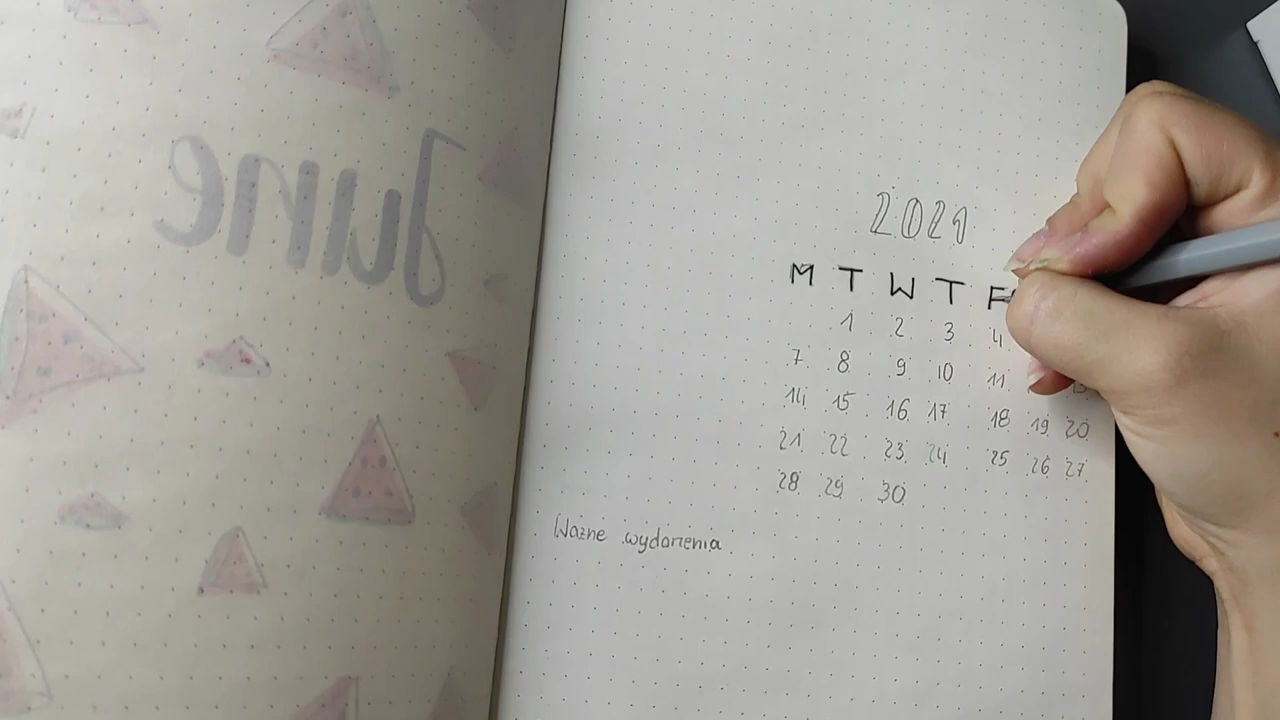 June
2021
M T W T F
1 2 3 4
7 8 9 10 11
14 15 16 17 18 19 20
21 22 23 24 25 26 27
28 29 30
Ważne wydarzenia